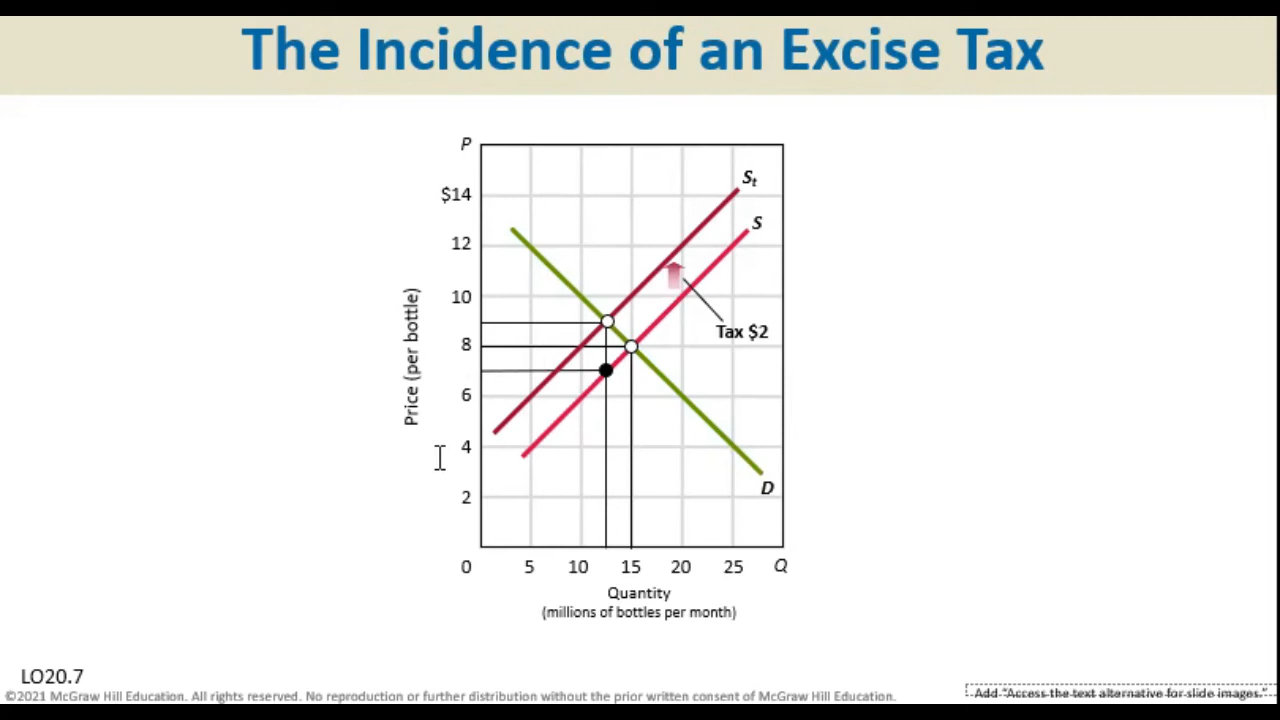 The Incidence of an Excise Tax
P
$14
12
10
8
6
4
2
0
Price (per bottle)
St
S
Tax $2
D
5 10 15 20 25 Q
Quantity
(millions of bottles per month)
LO20.7
©2021 McGraw Hill Education. All rights reserved. No reproduction or further distribution without the prior written consent of McGraw Hill Education.
Add "Access the text alternative for slide images."